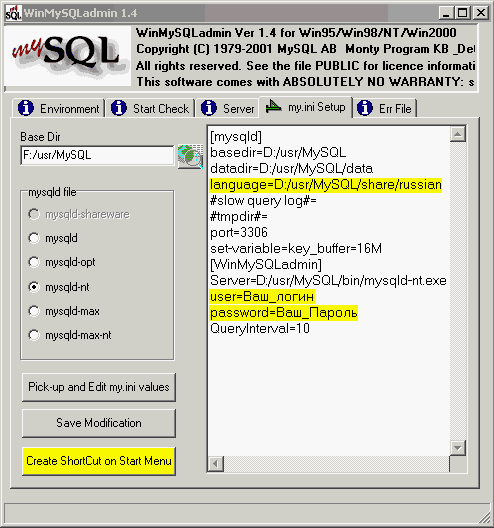 WinMySQLadmin 1.4
mySQL
WinMySQLadmin Ver 1.4 for Win95/Win98/NT/Win2000
Copyright (C) 1979-2001 MySQL AB Monty Program KB _Det
All rights reserved. See the file PUBLIC for licence informati
This software comes with ABSOLUTELY NO WARRANTY: s
Environment
Start Check
Server
my.ini Setup
Err File
Base Dir
F:/usr/MySQL
mysqld file
mysqld-shareware
mysqld
mysqld-opt
mysqld-nt
mysqld-max
mysqld-max-nt
Pick-up and Edit my.ini values
Save Modification
Create ShortCut on Start Menu
[mysqld]
basedir=D:/usr/MySQL
datadir=D:/usr/MySQL/data
language=D:/usr/MySQL/share/russian
#slow query log#=
#tmpdir#=
port=3306
set-variable=key_buffer=16M
[WinMySQLadmin]
Server=D:/usr/MySQL/bin/mysqld-nt.exe
user=Ваш_логин
password=Ваш_Пароль
QueryInterval=10